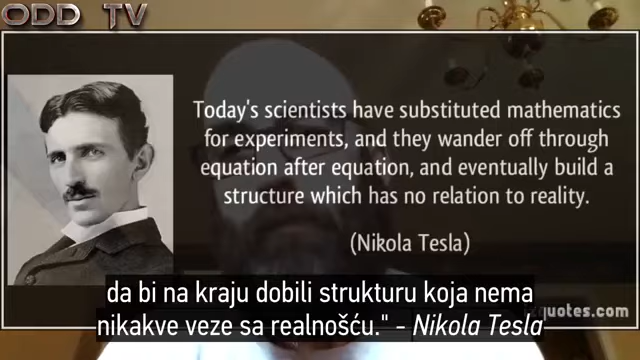 ODD TV
Today's scientists have substituted mathematics
for experiments, and they wander off through
equation after equation, and eventually build a
structure which has no relation to reality.
(Nikola Tesla)
da bi na kraju dobili strukturu koja nema
nikakve veze sa realnošću." - Nikola Tesla
quotes.com